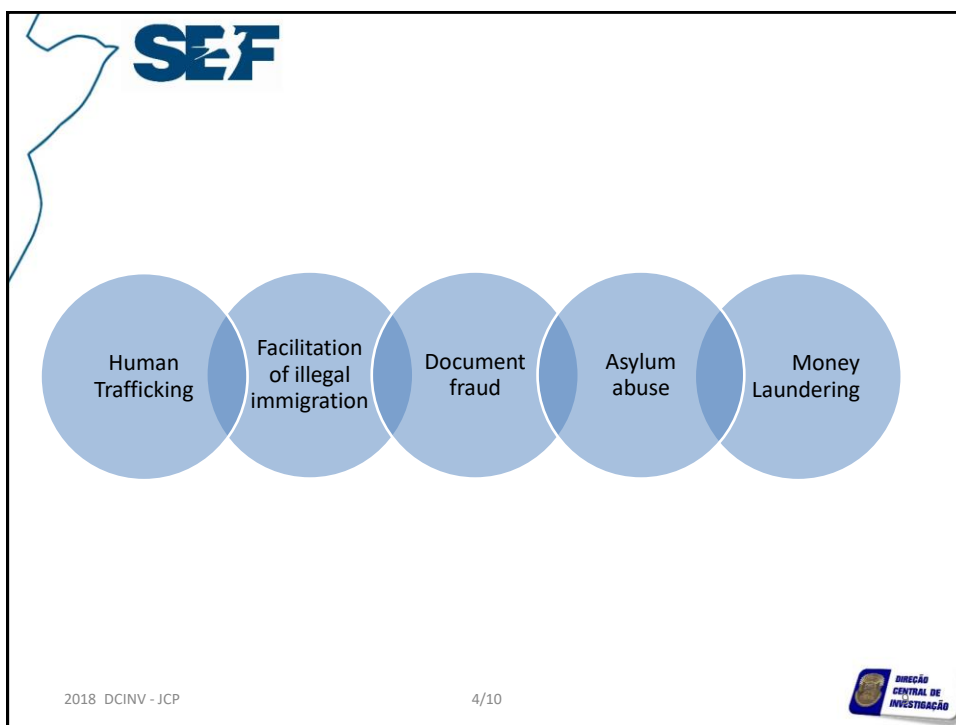 SEF
Human
Trafficking
Facilitation
of illegal
immigration
Document
fraud
Asylum
abuse
Money
Laundering
2018 DCINV - JCP
4/10
DIREÇÃO
CENTRAL DE
INVESTIGAÇÃO